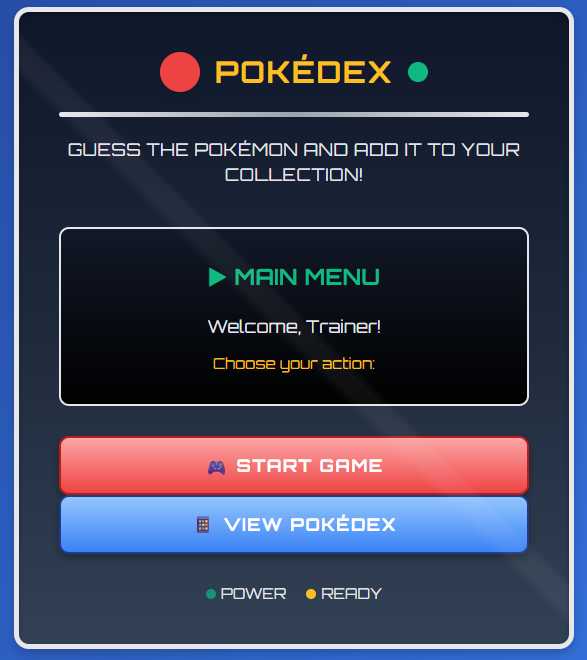 POKÉDEX
GUESS THE POKÉMON AND ADD IT TO YOUR
COLLECTION!
▶ MAIN MENU
Welcome, Trainer!
Choose your action:
🎮 START GAME
📱 VIEW POKÉDEX
POWER READY